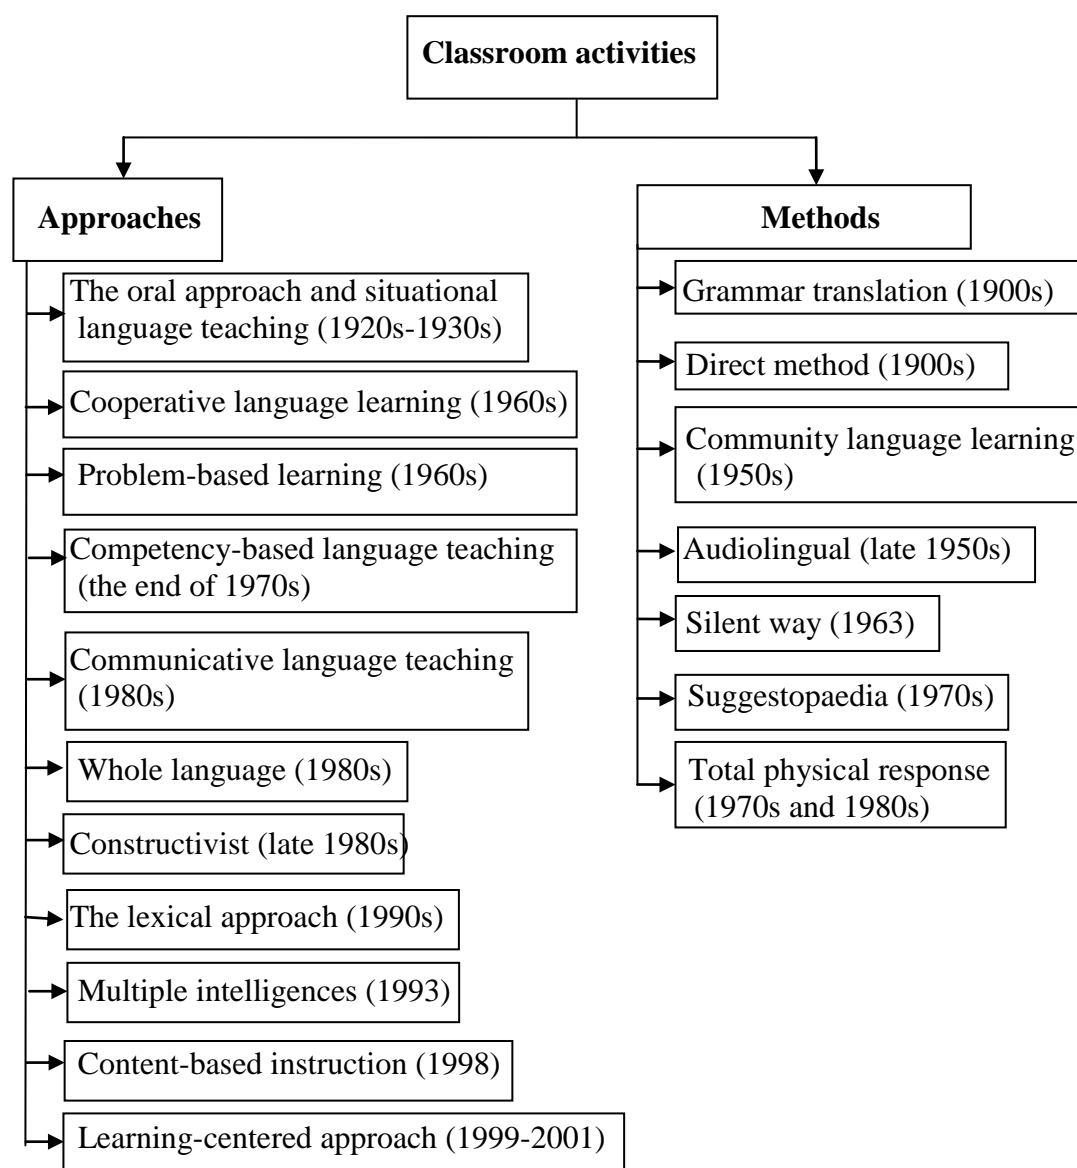 Classroom activities
Approaches
The oral approach and situational
language teaching (1920s-1930s)
Cooperative language learning (1960s)
Problem-based learning (1960s)
Competency-based language teaching
(the end of 1970s)
Communicative language teaching
(1980s)
Whole language (1980s)
Constructivist (late 1980s)
The lexical approach (1990s)
Multiple intelligences (1993)
Content-based instruction (1998)
Learning-centered approach (1999-2001)
Methods
Grammar translation (1900s)
Direct method (1900s)
Community language learning
(1950s)
Audiolingual (late 1950s)
Silent way (1963)
Suggestopaedia (1970s)
Total physical response
(1970s and 1980s)